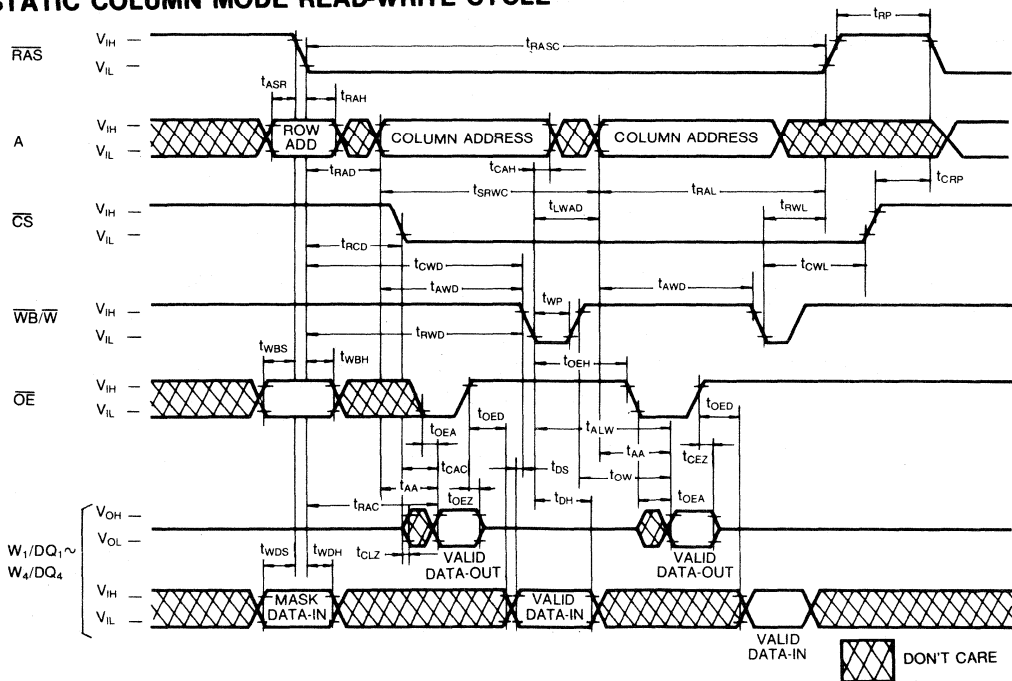 STATIC COLUMN MODE READ-WRITE CYCLE
RAS
VIH
VIL
tRASC
tRP
tASR
tRAH
A
VIH
VIL
ROW ADD
COLUMN ADDRESS
COLUMN ADDRESS
tRAD
tCAH
tCRP
tSRWC
tRAL
CS
VIH
VIL
tLWAD
tRWL
tRCD
tCWD
tCWL
tAWD
tAWD
WB/W
VIH
VIL
tWP
tRWD
tWBS
tWBH
tOEH
OE
VIH
VIL
tOED
tOED
tOEA
tALW
tCAC
tAA
tCEZ
tDS
tAA
tOW
tRAC
tOEZ
tDH
tOEA
W1/DQ1~
W4/DQ4
VOH
VOL
tWDS
tWDH
tCLZ
VALID DATA-OUT
VALID DATA-OUT
VIH
VIL
MASK DATA-IN
VALID DATA-IN
VALID DATA-IN
DON'T CARE